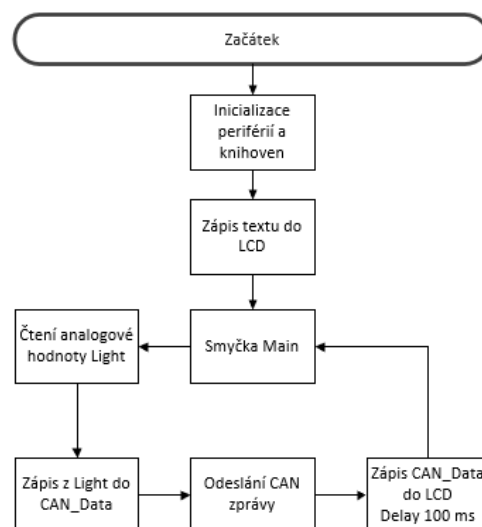 Začátek
Inicializace
periférií a
knihoven
Zápis textu do
LCD
Smyčka Main
Čtení analogové
hodnoty Light
Zápis z Light do
CAN_Data
Odeslání CAN
zprávy
Zápis CAN_Data
do LCD
Delay 100 ms